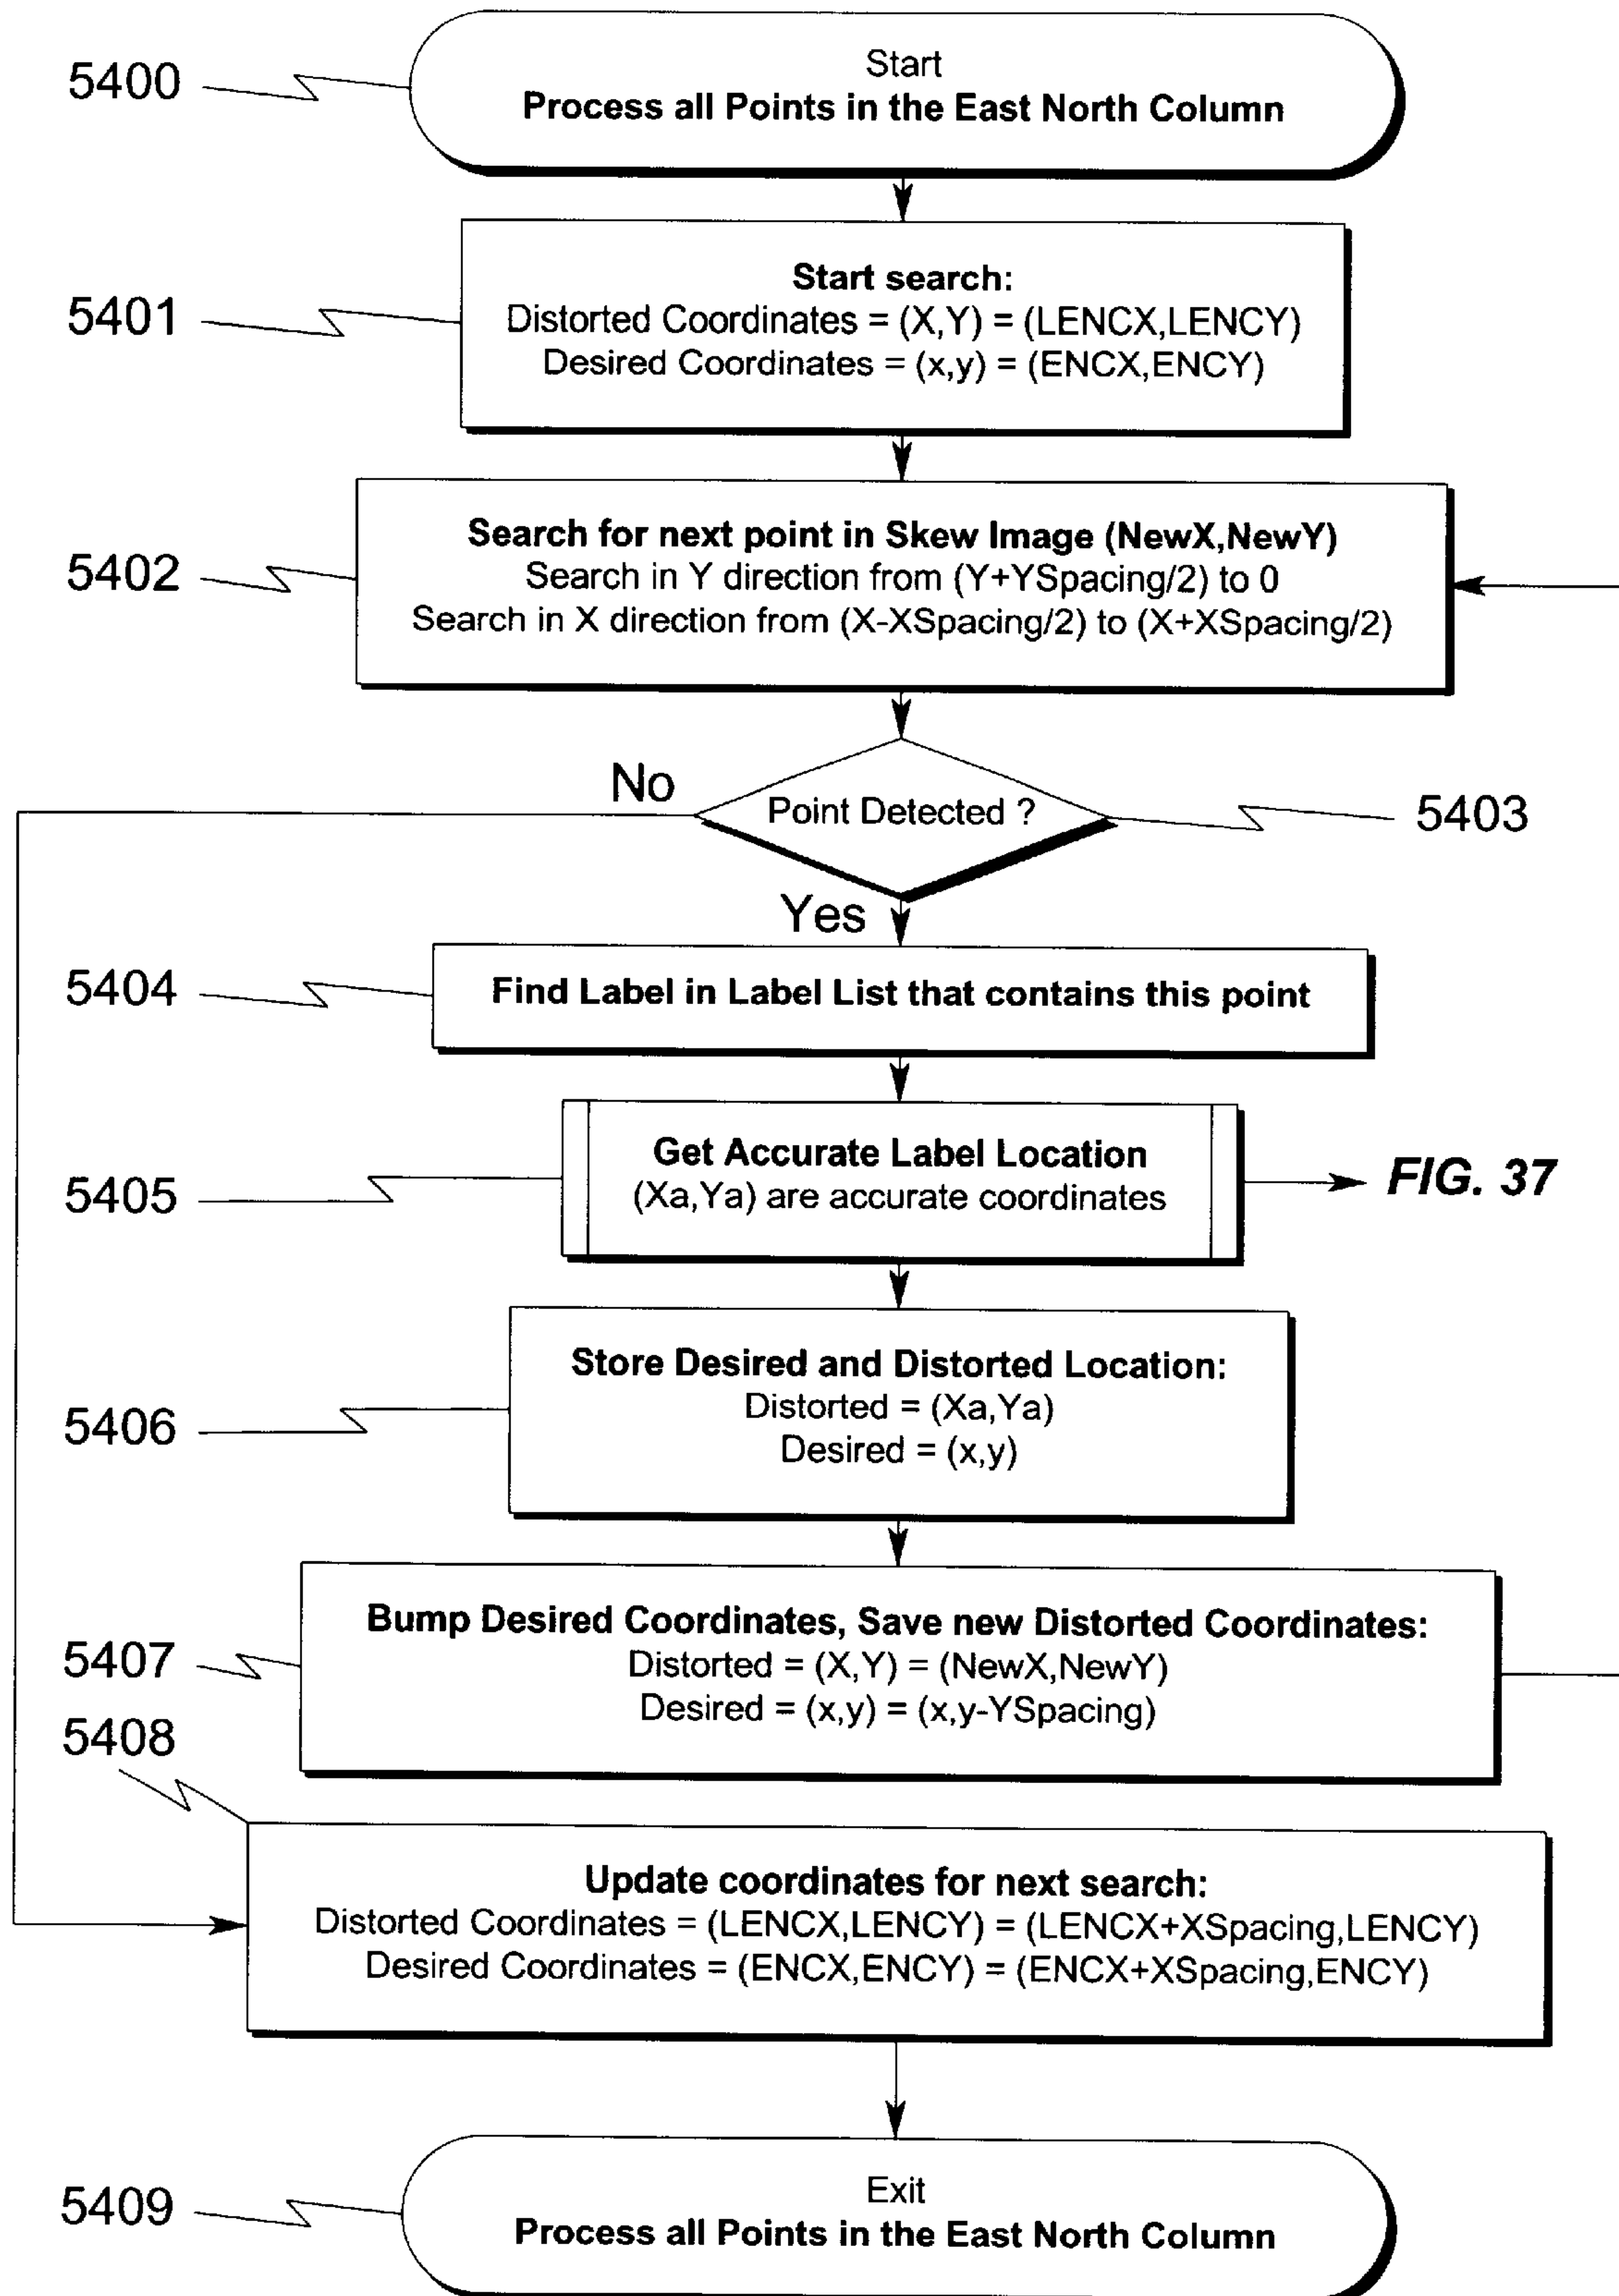 5400
Start
Process all Points in the East North Column
5401
Start search:
Distorted Coordinates = (X,Y) = (LENCX,LENCY)
Desired Coordinates = (x,y) = (ENCX,ENCY)
5402
Search for next point in Skew Image (NewX,NewY)
Search in Y direction from (Y+YSpacing/2) to 0
Search in X direction from (X-XSpacing/2) to (X+XSpacing/2)
No
Point Detected ?
5403
Yes
5404
Find Label in Label List that contains this point
5405
Get Accurate Label Location
(Xa,Ya) are accurate coordinates
FIG. 37
5406
Store Desired and Distorted Location:
Distorted = (Xa,Ya)
Desired = (x,y)
5407
Bump Desired Coordinates, Save new Distorted Coordinates:
Distorted = (X,Y) = (NewX,NewY)
Desired = (x,y) = (x,y-YSpacing)
5408
Update coordinates for next search:
Distorted Coordinates = (LENCX,LENCY) = (LENCX+XSpacing,LENCY)
Desired Coordinates = (ENCX,ENCY) = (ENCX+XSpacing,ENCY)
5409
Exit
Process all Points in the East North Column